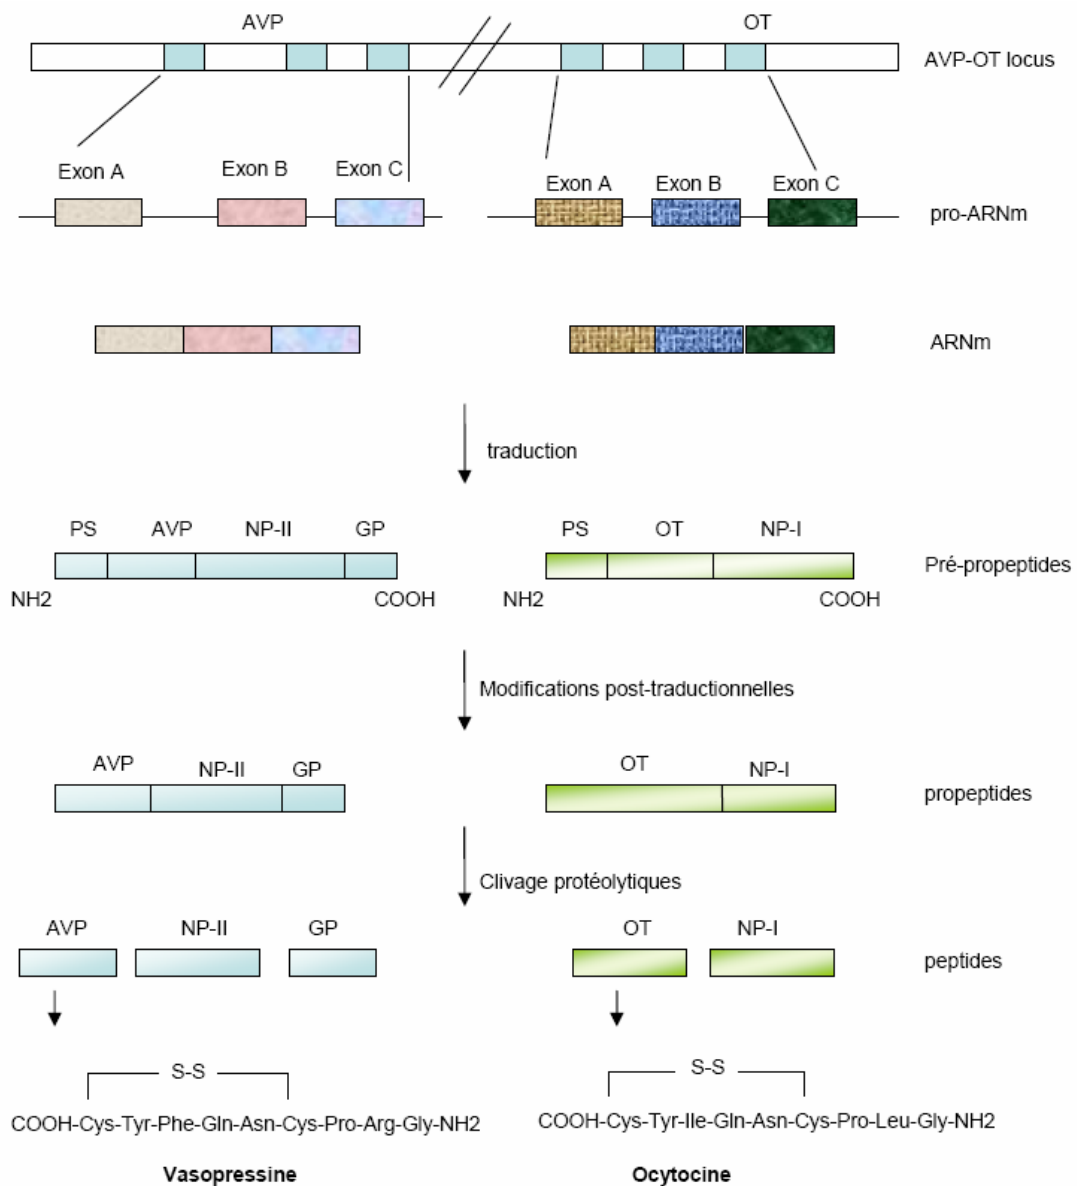 AVP OT
AVP-OT locus
Exon A Exon B Exon C Exon A Exon B Exon C
pro-ARNm
ARNm
traduction
PS AVP NP-II GP PS OT NP-I
Pré-propeptides
NH2 COOH NH2 COOH
Modifications post-traductionnelles
AVP NP-II GP OT NP-I
propeptides
Clivage protéolytiques
AVP NP-II GP OT NP-I
peptides
S-S S-S
COOH-Cys-Tyr-Phe-Gln-Asn-Cys-Pro-Arg-Gly-NH2 COOH-Cys-Tyr-Ile-Gln-Asn-Cys-Pro-Leu-Gly-NH2
Vasopressine Ocytocine